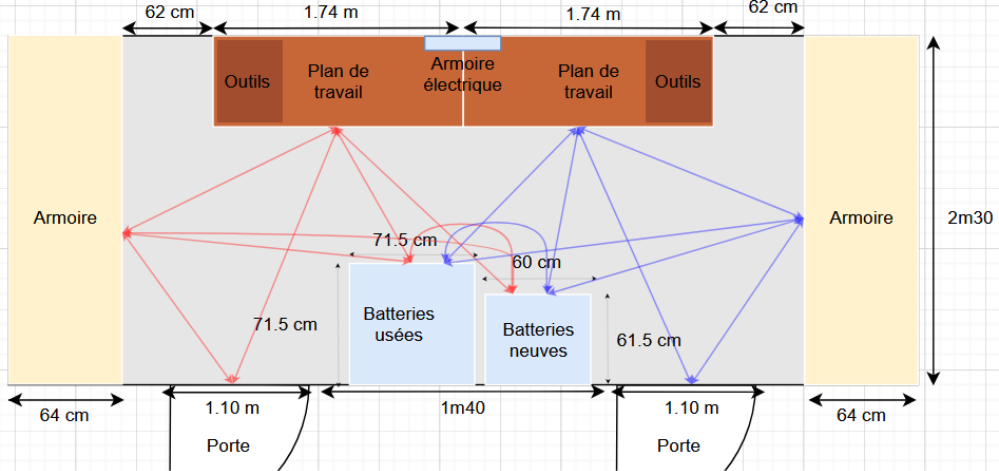 62 cm
1.74 m
1.74 m
62 cm
Outils
Plan de
travail
Armoire
électrique
Plan de
travail
Outils
Armoire
Armoire
2m30
71.5 cm
60 cm
71.5 cm
Batteries
usées
Batteries
neuves
61.5 cm
64 cm
1.10 m
1m40
1.10 m
64 cm
Porte
Porte